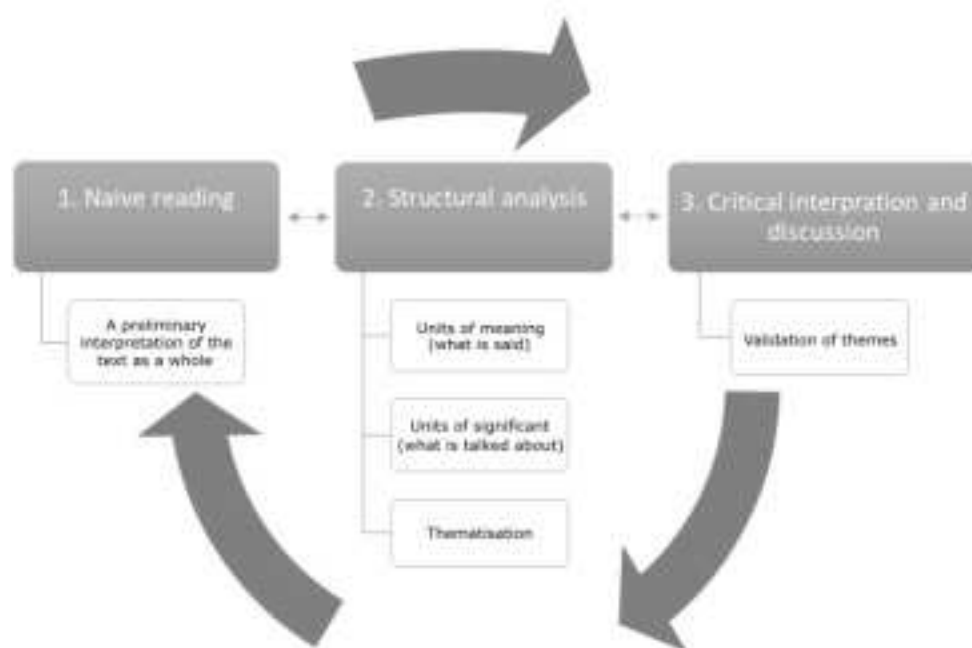 1. Naive reading
2. Structural analysis
3. Critical interpration and
discussion
A preliminary
interpretation of the
text as a whole
Units of meaning
(what is said)
Validation of themes
Units of significant
(what is talked about)
Thematisation